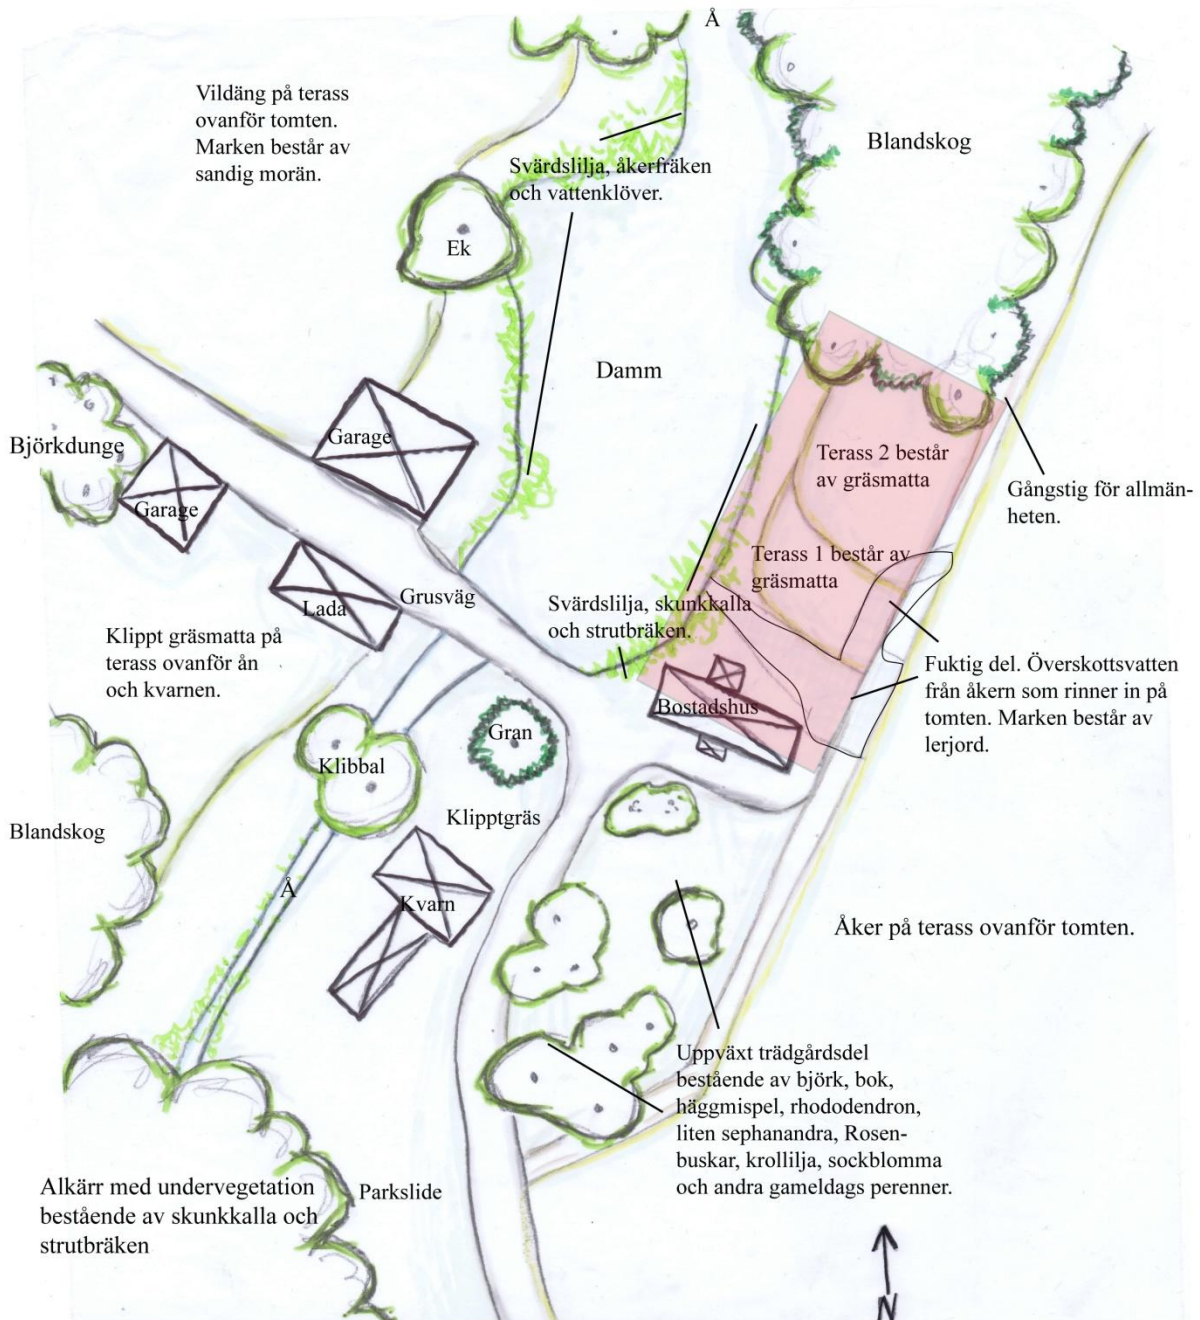 Å
Vildäng på terass
ovanför tomten.
Marken består av
sandig morän.
Blandskog
Svärdslilja, åkerfräken
och vattenklöver.
Ek
Damm
Garage
Björkdunge
Garage
Terass 2 består
av gräsmatta
Gångstig för allmän-
heten.
Terass 1 består av
gräsmatta
Lada
Grusväg
Svärdslilja, skunkkalla
och strutbräken.
Klippt gräsmatta på
terass ovanför ån
och kvarnen.
Fuktig del. Överskottsvatten
från åkern som rinner in på
tomten. Marken består av
lerjord.
Bostadshus
Gran
Klibbal
Klipptgräs
Blandskog
Å
Kvarn
Åker på terass ovanför tomten.
Uppväxt trädgårdsdel
bestående av björk, bok,
häggmispel, rhododendron,
liten sephanandra, Rosen-
buskar, krollilja, sockblomma
och andra gameldags perenner.
Alkärr med undervegetation
bestående av skunkkalla och
strutbräken
Parkslide
N